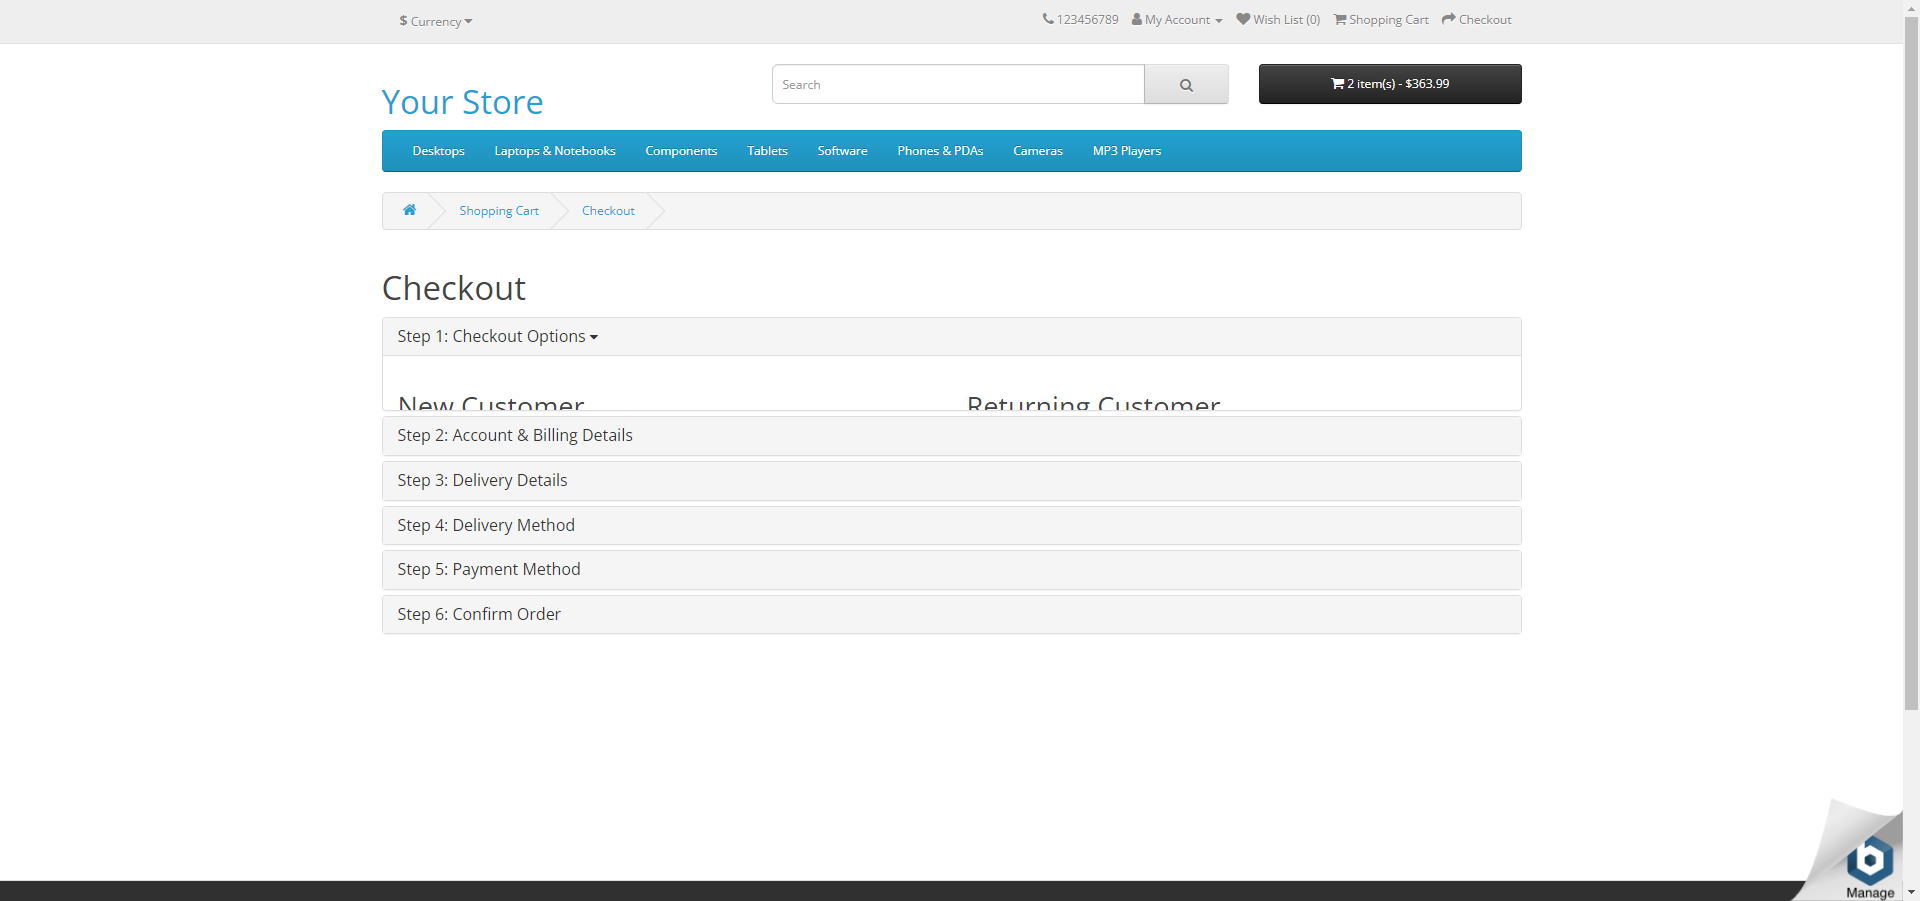 $ Currency
123456789 My Account Wish List (0) Shopping Cart Checkout
Your Store
Search
2 item(s) - $363.99
Desktops Laptops & Notebooks Components Tablets Software Phones & PDAs Cameras MP3 Players
Shopping Cart Checkout
Checkout
Step 1: Checkout Options
New Customer Returning Customer
Step 2: Account & Billing Details
Step 3: Delivery Details
Step 4: Delivery Method
Step 5: Payment Method
Step 6: Confirm Order
b
Manage